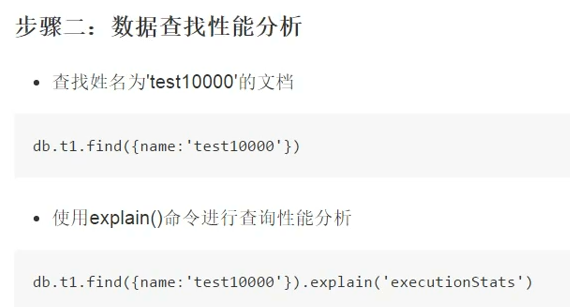 步骤二：数据查找性能分析
• 查找姓名为'test10000'的文档
db.t1.find({name:'test10000'})
• 使用explain()命令进行查询性能分析
db.t1.find({name:'test10000'}).explain('executionStats')